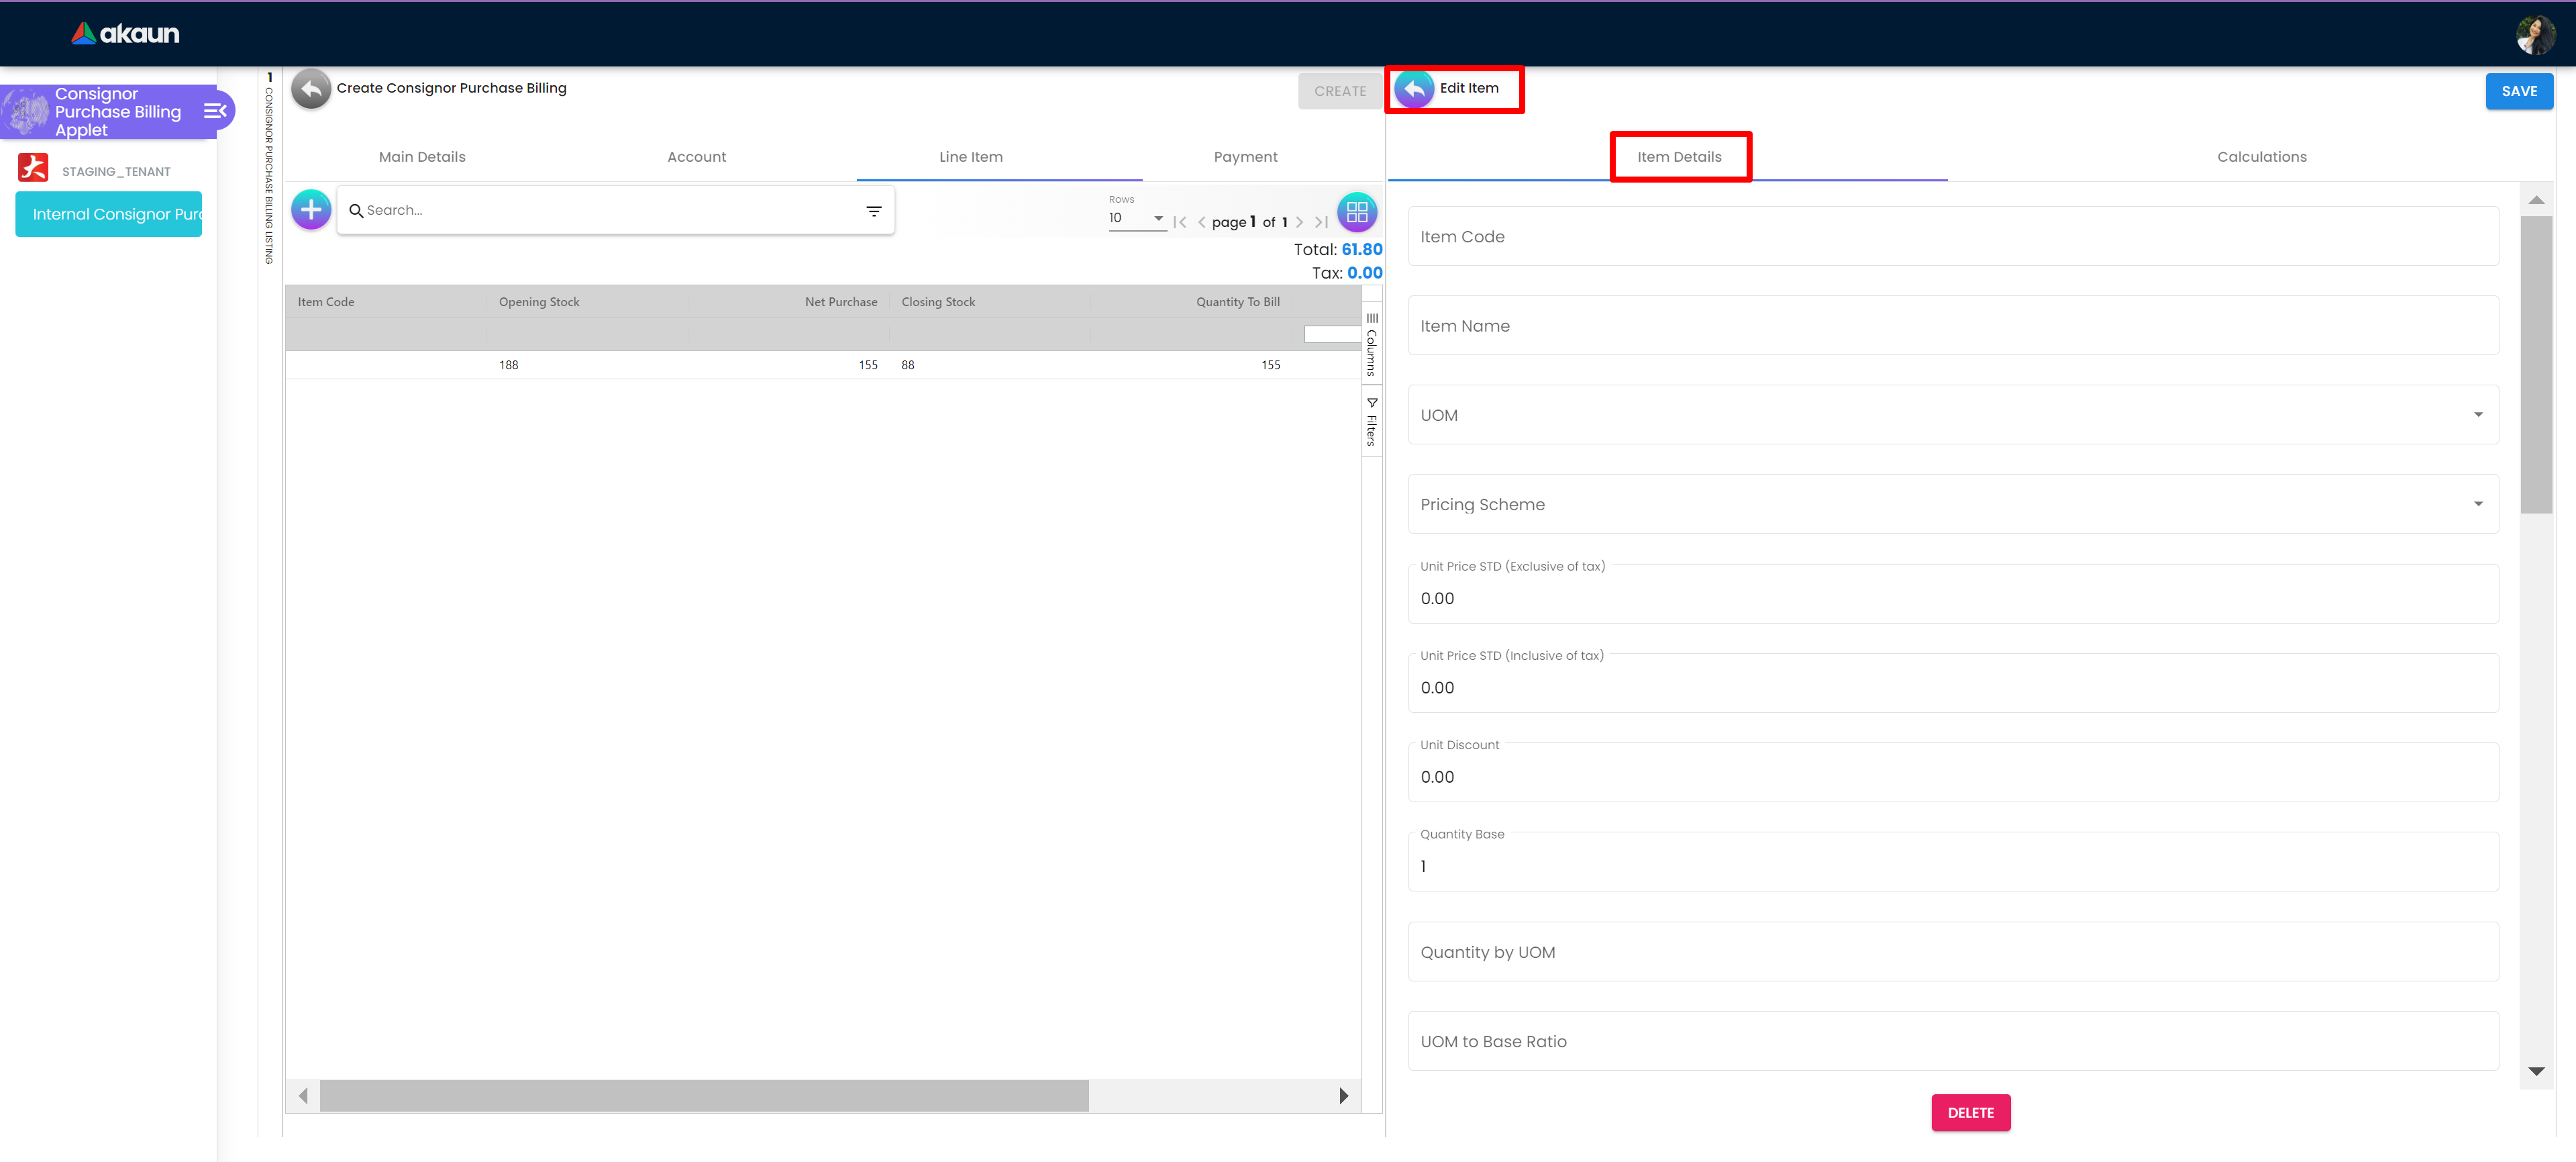 akaun
Consignor
Purchase Billing
Applet
STAGING_TENANT
Internal Consignor Purc
1
CONSIGNOR PURCHASE BILLING LISTING
Create Consignor Purchase Billing
CREATE
Main Details
Account
Line Item
Payment
Search...
Rows
10
page 1 of 1
Total: 61.80
Tax: 0.00
Item Code Opening Stock Net Purchase Closing Stock Quantity To Bill
188 155 88 155
Columns
Filters
Edit Item
SAVE
Item Details
Calculations
Item Code
Item Name
UOM
Pricing Scheme
Unit Price STD (Exclusive of tax)
0.00
Unit Price STD (Inclusive of tax)
0.00
Unit Discount
0.00
Quantity Base
1
Quantity by UOM
UOM to Base Ratio
DELETE